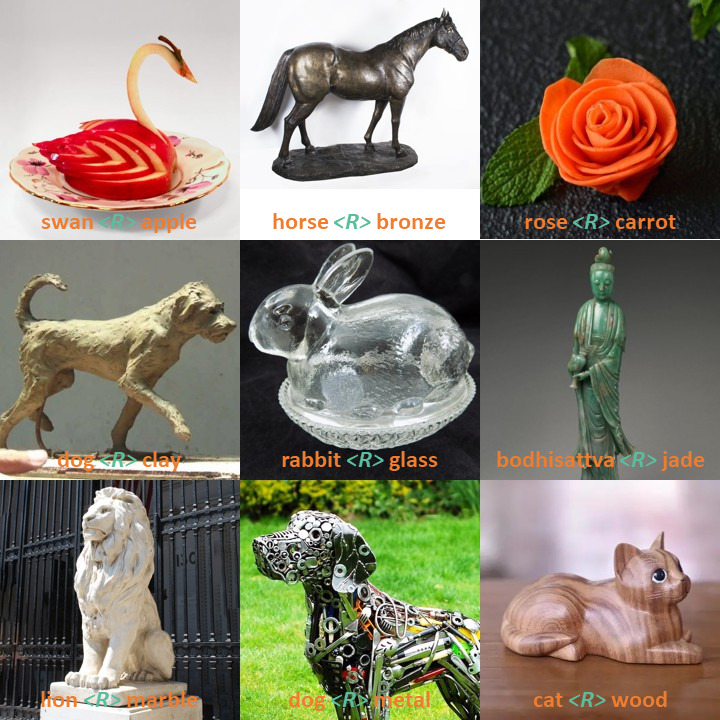 swan <R> apple
horse <R> bronze
rose <R> carrot
dog <R> clay
rabbit <R> glass
bodhisattva <R> jade
lion <R> marble
dog <R> metal
cat <R> wood